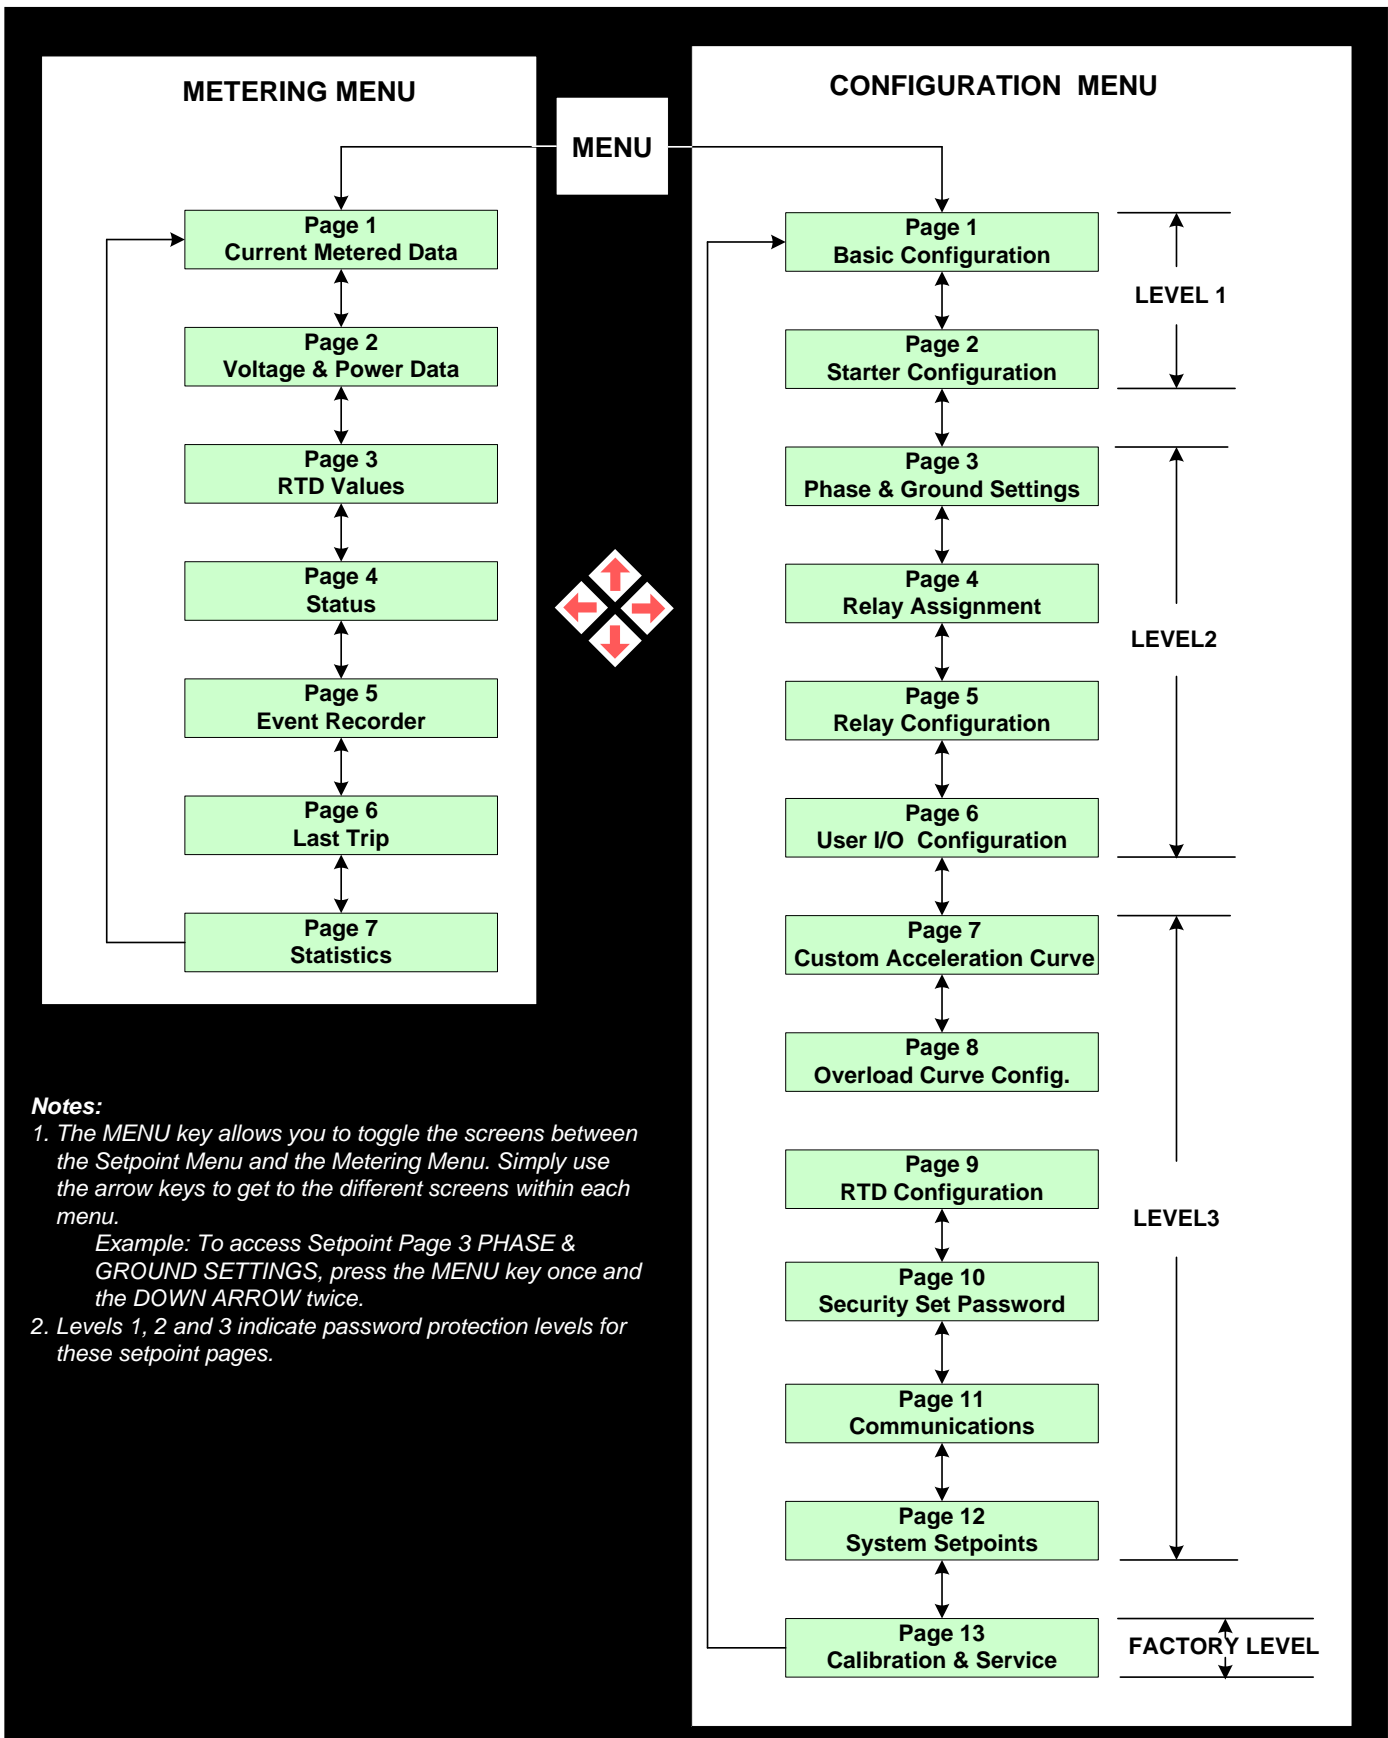 METERING MENU
Page 1
Current Metered Data
Page 2
Voltage & Power Data
Page 3
RTD Values
Page 4
Status
Page 5
Event Recorder
Page 6
Last Trip
Page 7
Statistics
MENU
CONFIGURATION MENU
Page 1
Basic Configuration
Page 2
Starter Configuration
Page 3
Phase & Ground Settings
Page 4
Relay Assignment
Page 5
Relay Configuration
Page 6
User I/O Configuration
Page 7
Custom Acceleration Curve
Page 8
Overload Curve Config.
Page 9
RTD Configuration
Page 10
Security Set Password
Page 11
Communications
Page 12
System Setpoints
Page 13
Calibration & Service
LEVEL 1
LEVEL2
LEVEL3
FACTORY LEVEL
Notes:
1. The MENU key allows you to toggle the screens between
the Setpoint Menu and the Metering Menu. Simply use
the arrow keys to get to the different screens within each
menu.
Example: To access Setpoint Page 3 PHASE &
GROUND SETTINGS, press the MENU key once and
the DOWN ARROW twice.
2. Levels 1, 2 and 3 indicate password protection levels for
these setpoint pages.